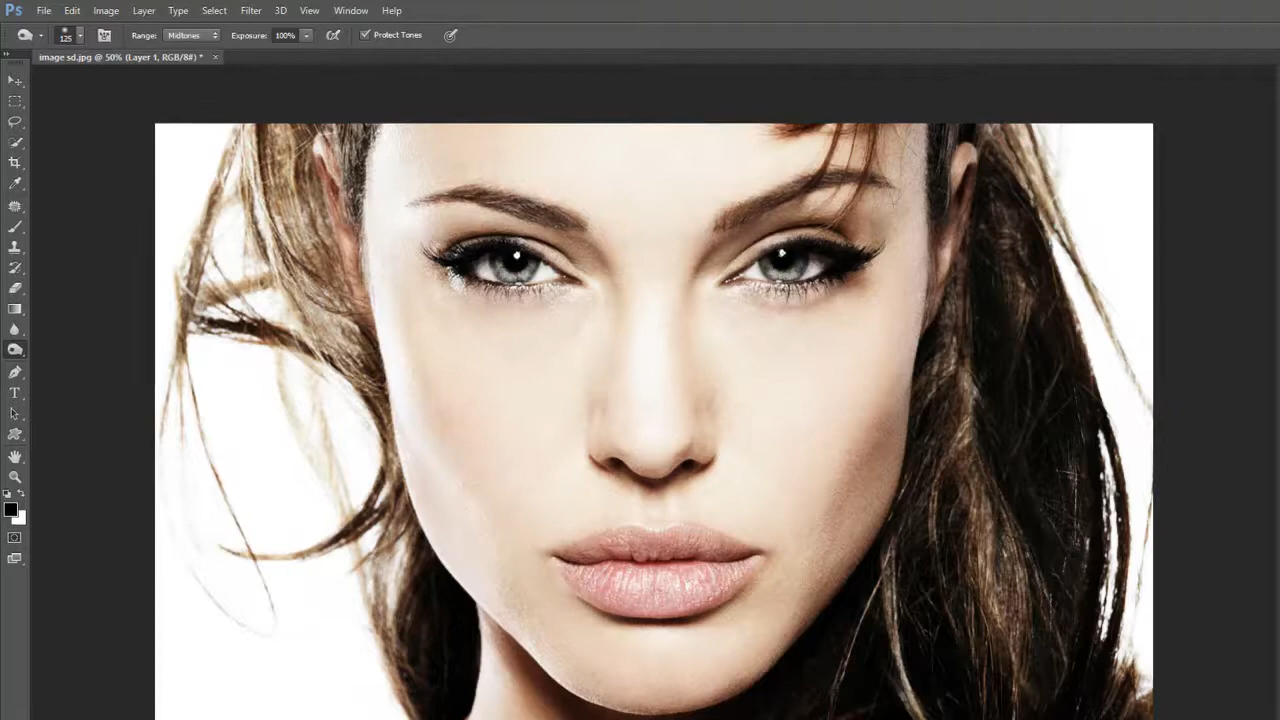 Ps File Edit Image Layer Type Select Filter 3D View Window Help
125 Range: Midtones Exposure: 100% Protect Tones
image sd.jpg @ 50% (Layer 1, RGB/8#) * ×
T